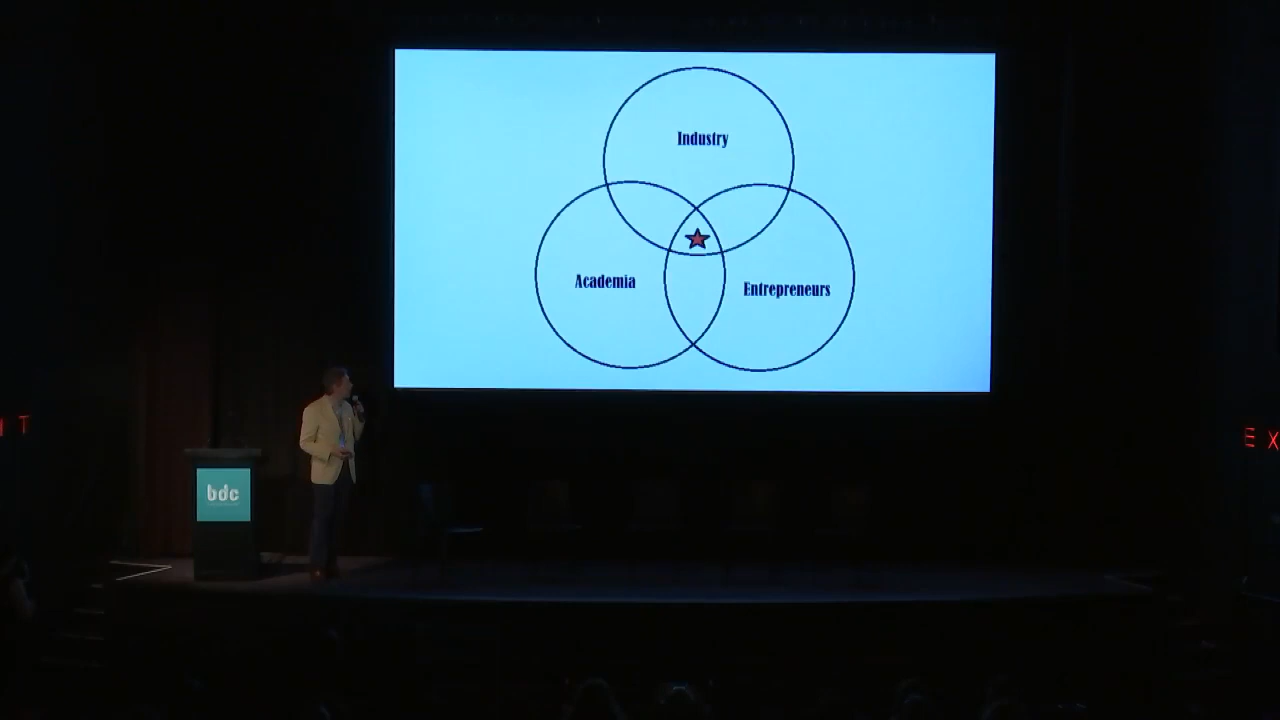 Industry
Academia
Entrepreneurs
bdc
I T
E X